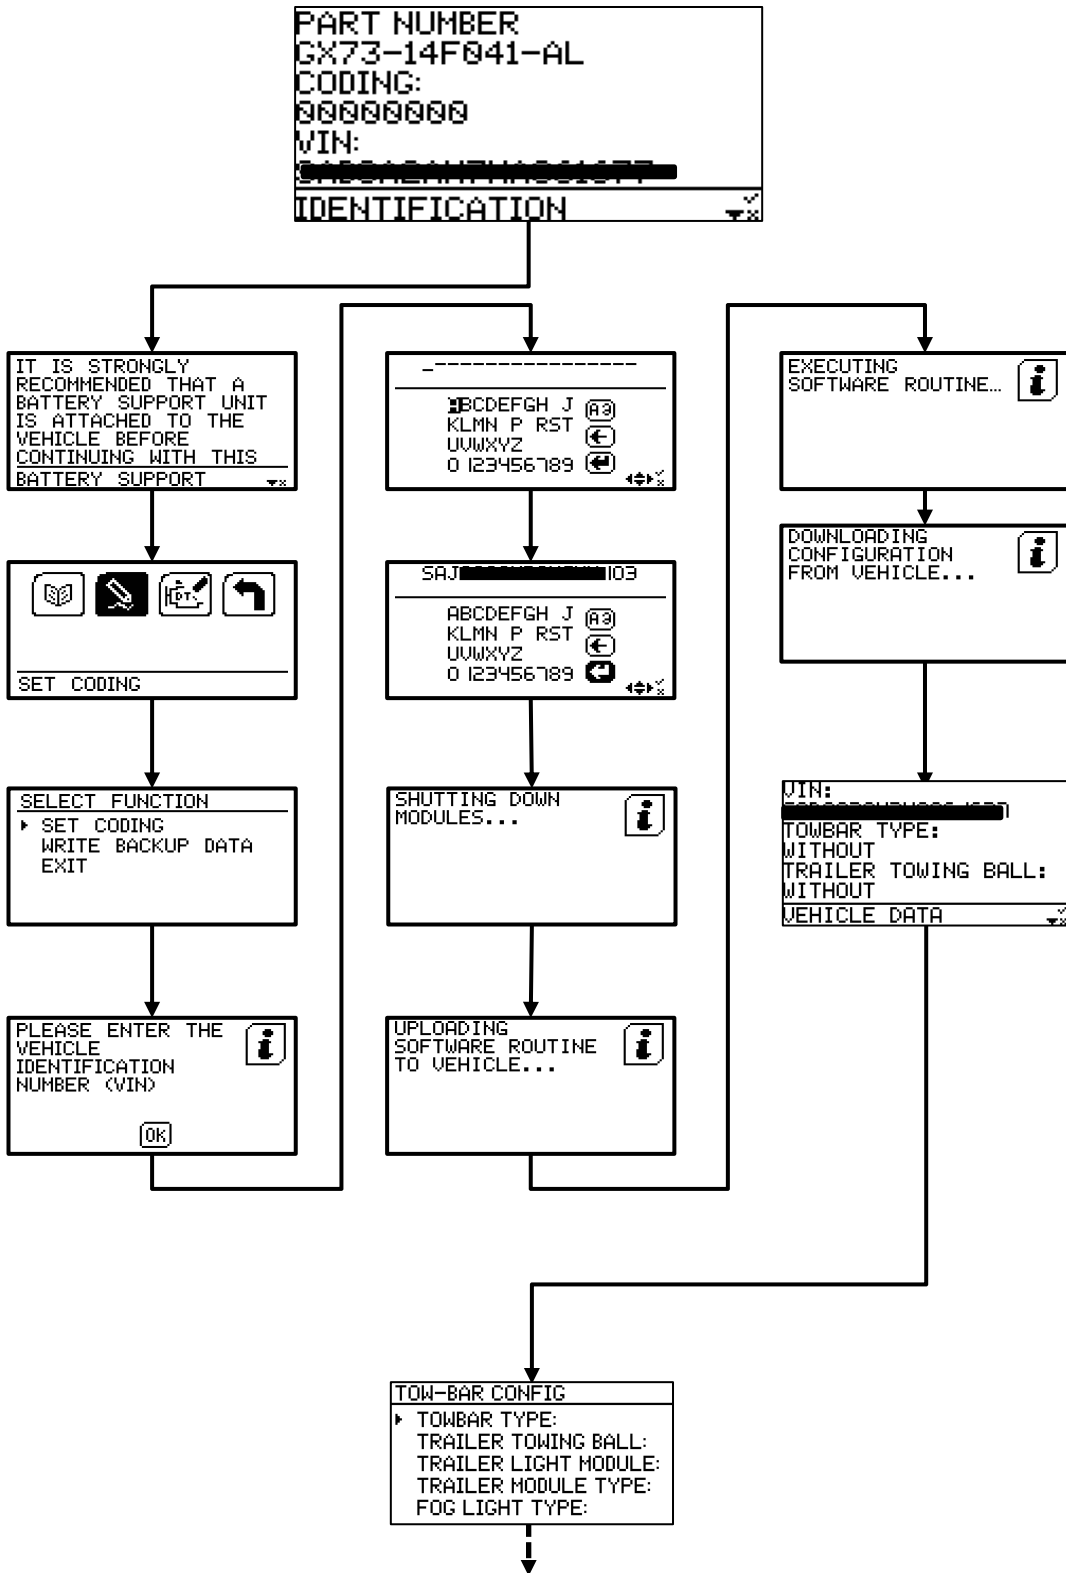 PART NUMBER
GX73-14F041-AL
CODING:
00000000
VIN:
IDENTIFICATION
IT IS STRONGLY
RECOMMENDED THAT A
BATTERY SUPPORT UNIT
IS ATTACHED TO THE
VEHICLE BEFORE
CONTINUING WITH THIS
BATTERY SUPPORT
SET CODING
SELECT FUNCTION
SET CODING
WRITE BACKUP DATA
EXIT
PLEASE ENTER THE
VEHICLE
IDENTIFICATION
NUMBER (VIN)
OK
ABCDEFGH J
KLMN P RST
UVWXYZ
0 123456789
SAJ 103
ABCDEFGH J
KLMN P RST
UVWXYZ
0 123456789
SHUTTING DOWN
MODULES...
UPLOADING
SOFTWARE ROUTINE
TO VEHICLE...
EXECUTING
SOFTWARE ROUTINE...
DOWNLOADING
CONFIGURATION
FROM VEHICLE...
VIN:
TOWBAR TYPE:
WITHOUT
TRAILER TOWING BALL:
WITHOUT
VEHICLE DATA
TOW-BAR CONFIG
TOWBAR TYPE:
TRAILER TOWING BALL:
TRAILER LIGHT MODULE:
TRAILER MODULE TYPE:
FOG LIGHT TYPE: